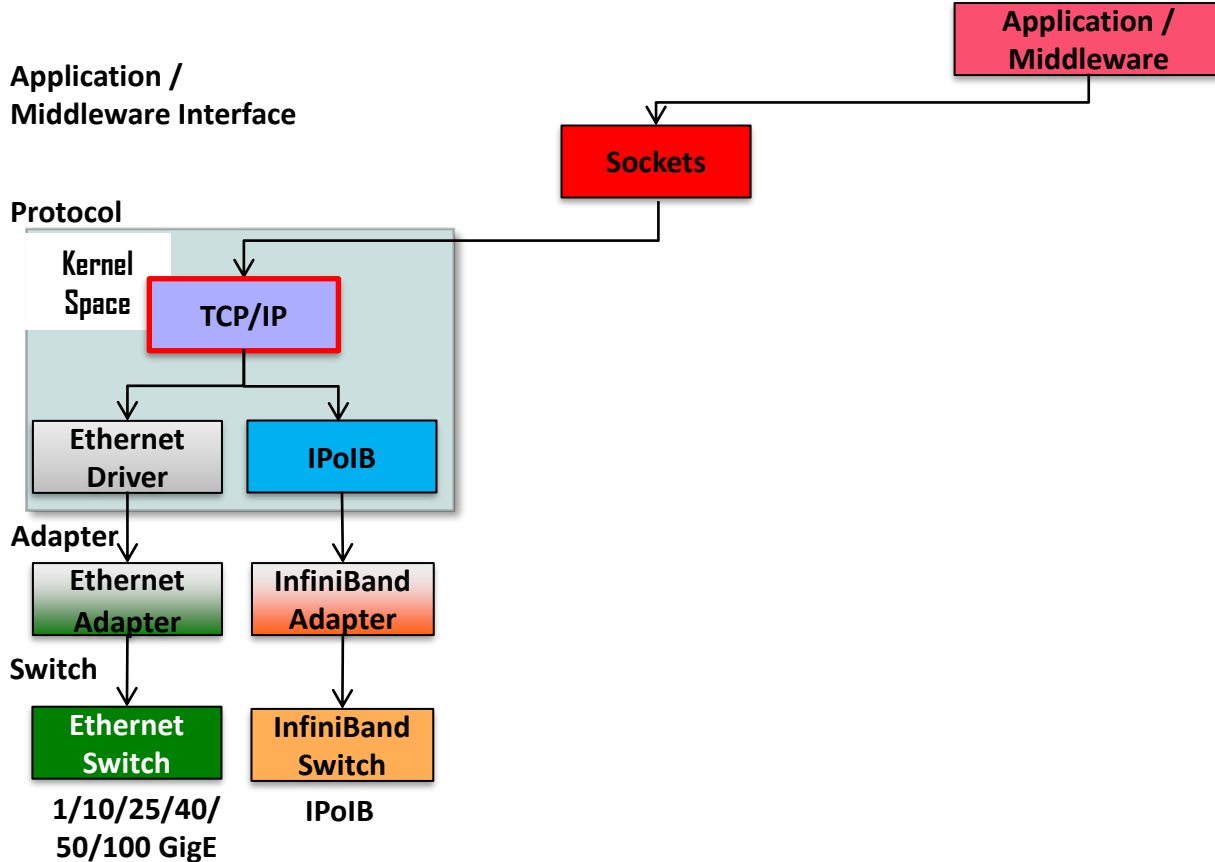 Application /
Middleware
Application /
Middleware Interface
Sockets
Protocol
Kernel
Space
TCP/IP
Ethernet
Driver
IPoIB
Adapter
Ethernet
Adapter
InfiniBand
Adapter
Switch
Ethernet
Switch
InfiniBand
Switch
1/10/25/40/
50/100 GigE
IPoIB